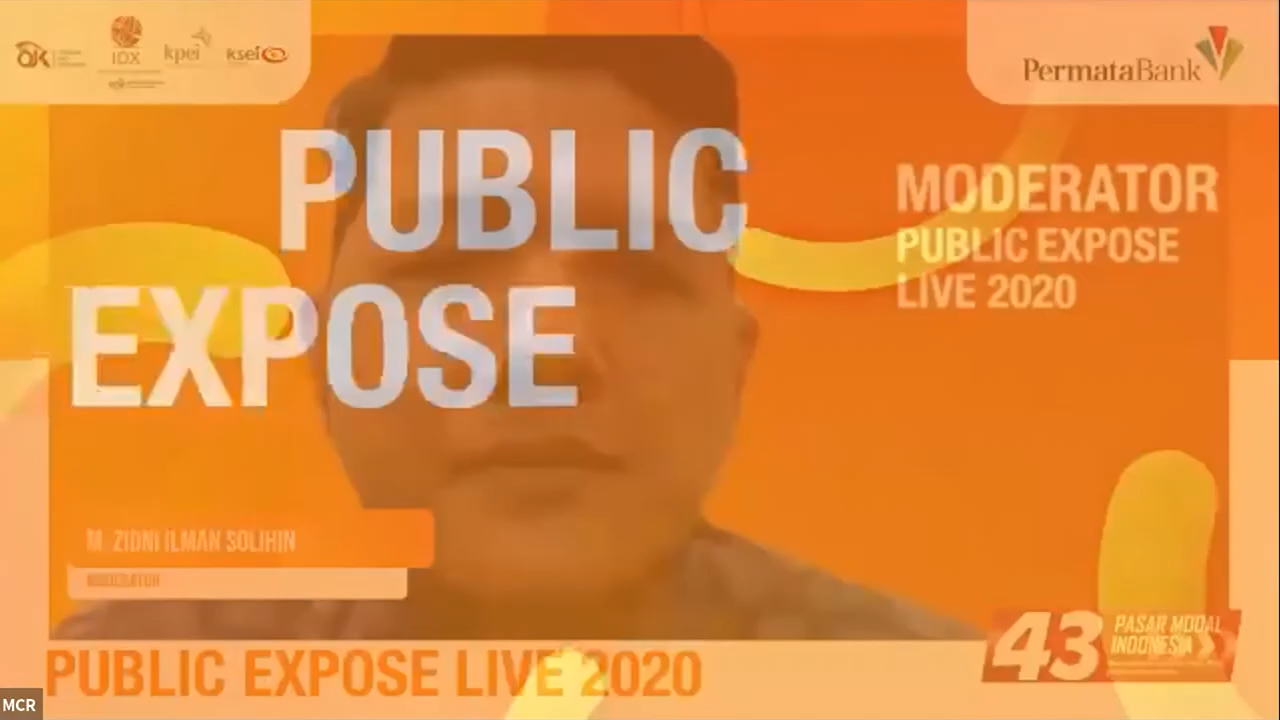 IDX
kpei
ksei
PermataBank
PUBLIC
EXPOSE
MODERATOR
PUBLIC EXPOSE
LIVE 2020
M. ZIDNI ILMAN SOLIHIN
MODERATOR
43 PASAR MODAL
INDONESIA
PUBLIC EXPOSE LIVE 2020
MCR